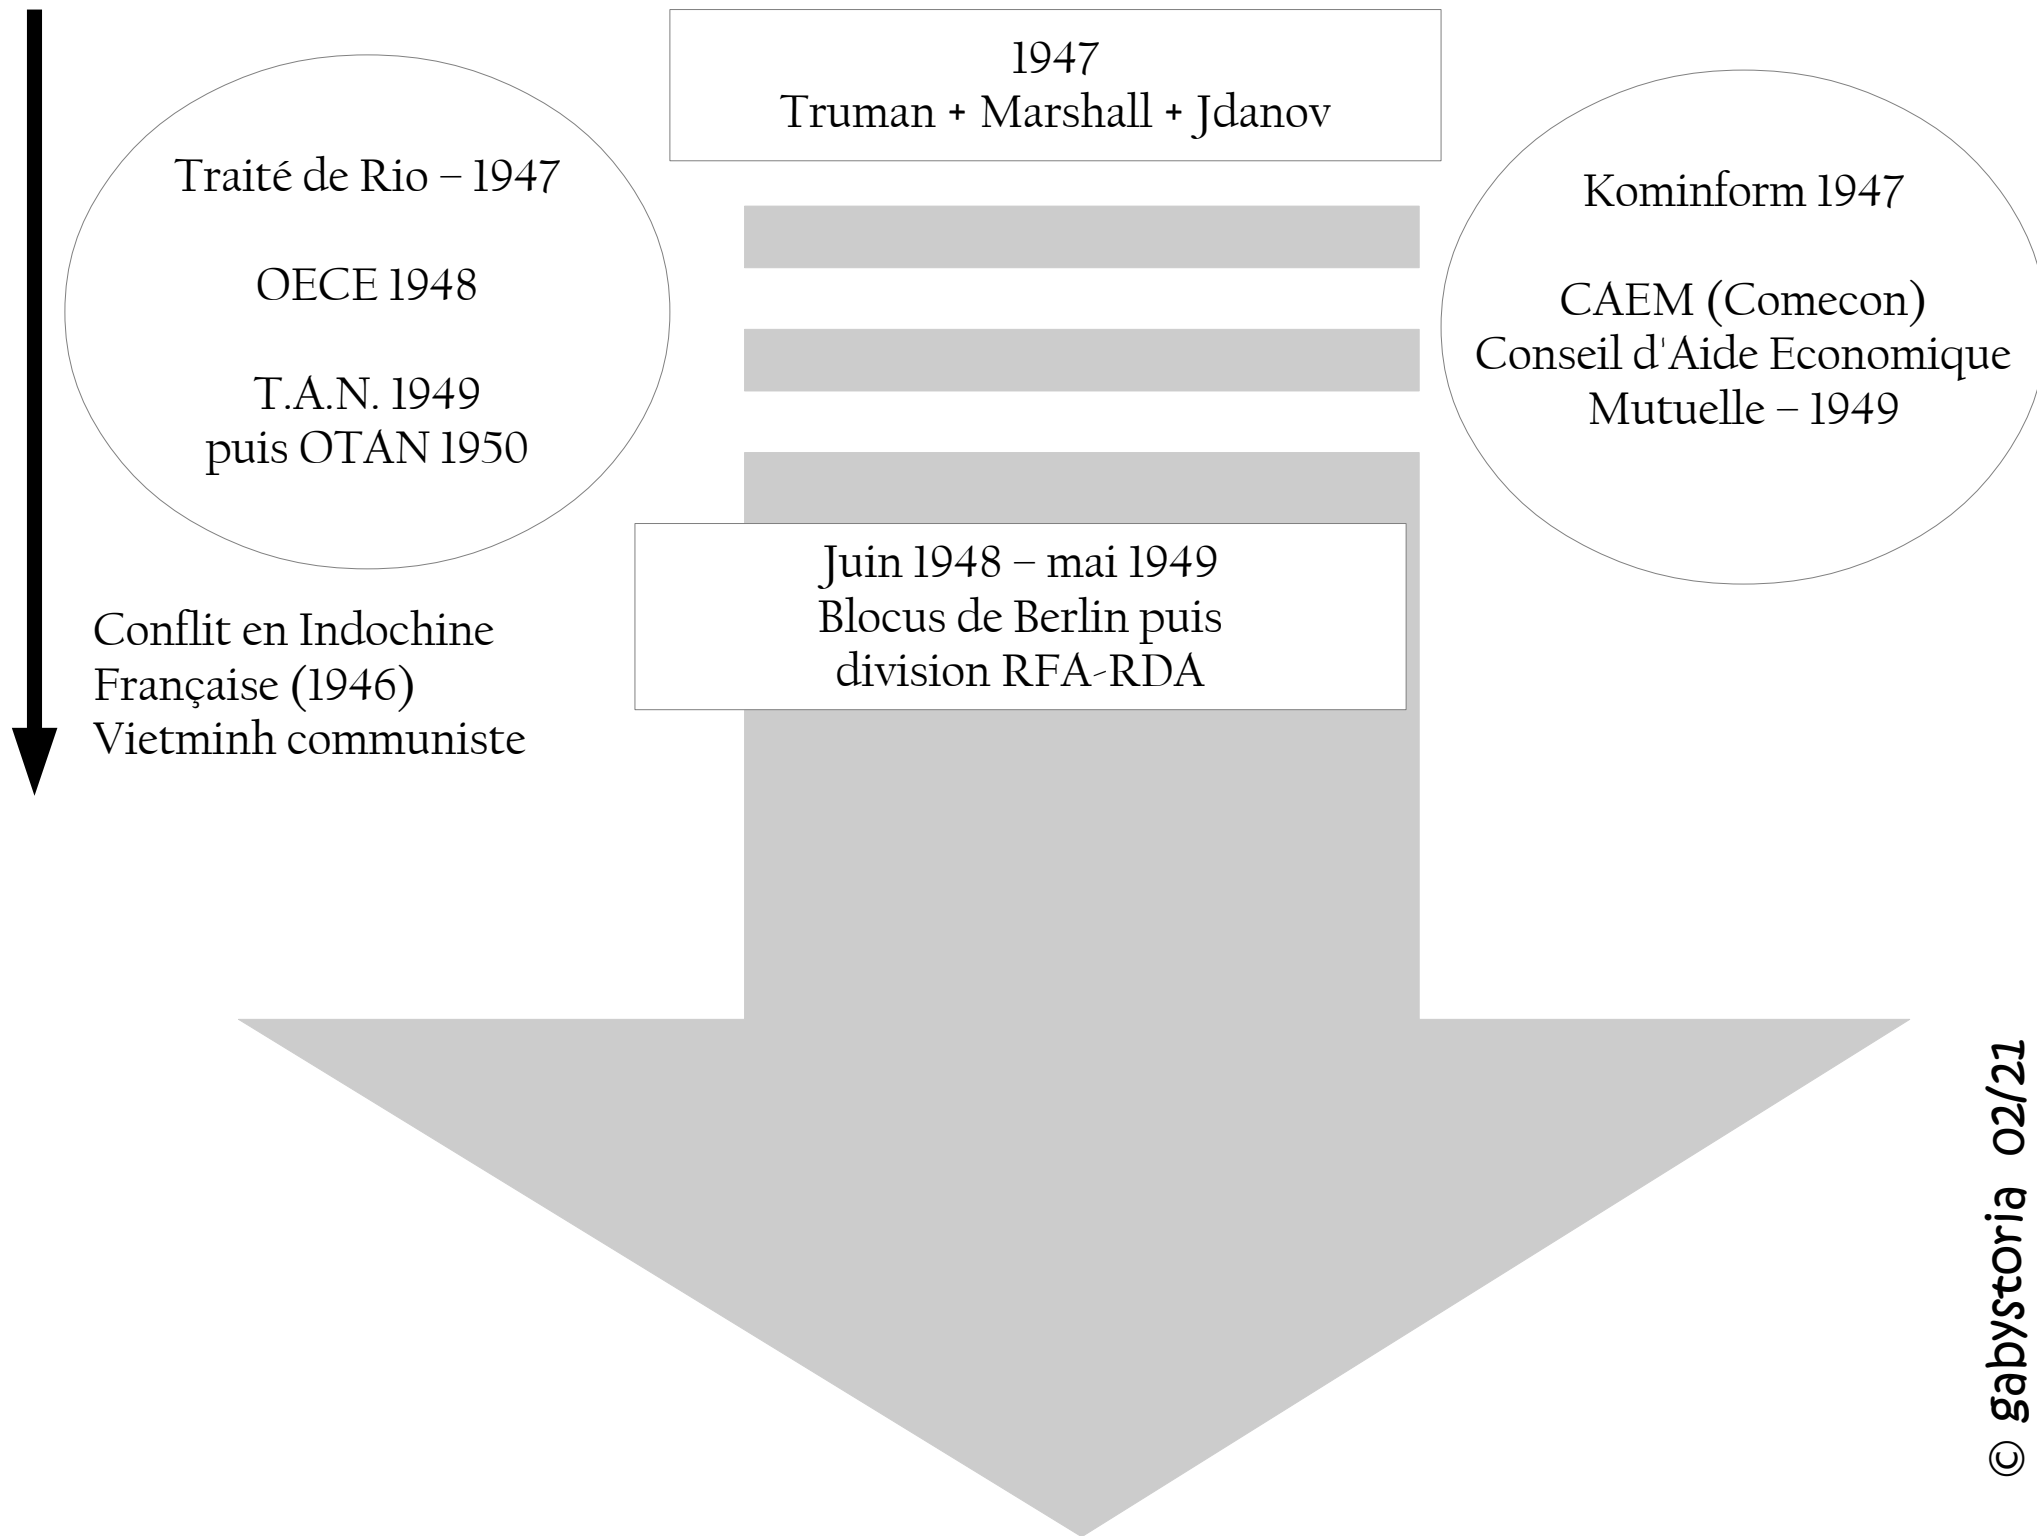 1947
Truman + Marshall + Jdanov
Traité de Rio – 1947
OECE 1948
T.A.N. 1949
puis OTAN 1950
Kominform 1947
CAEM (Comecon)
Conseil d'Aide Economique
Mutuelle – 1949
Juin 1948 – mai 1949
Blocus de Berlin puis
division RFA-RDA
Conflit en Indochine
Française (1946)
Vietminh communiste
© gabystoria 02/21